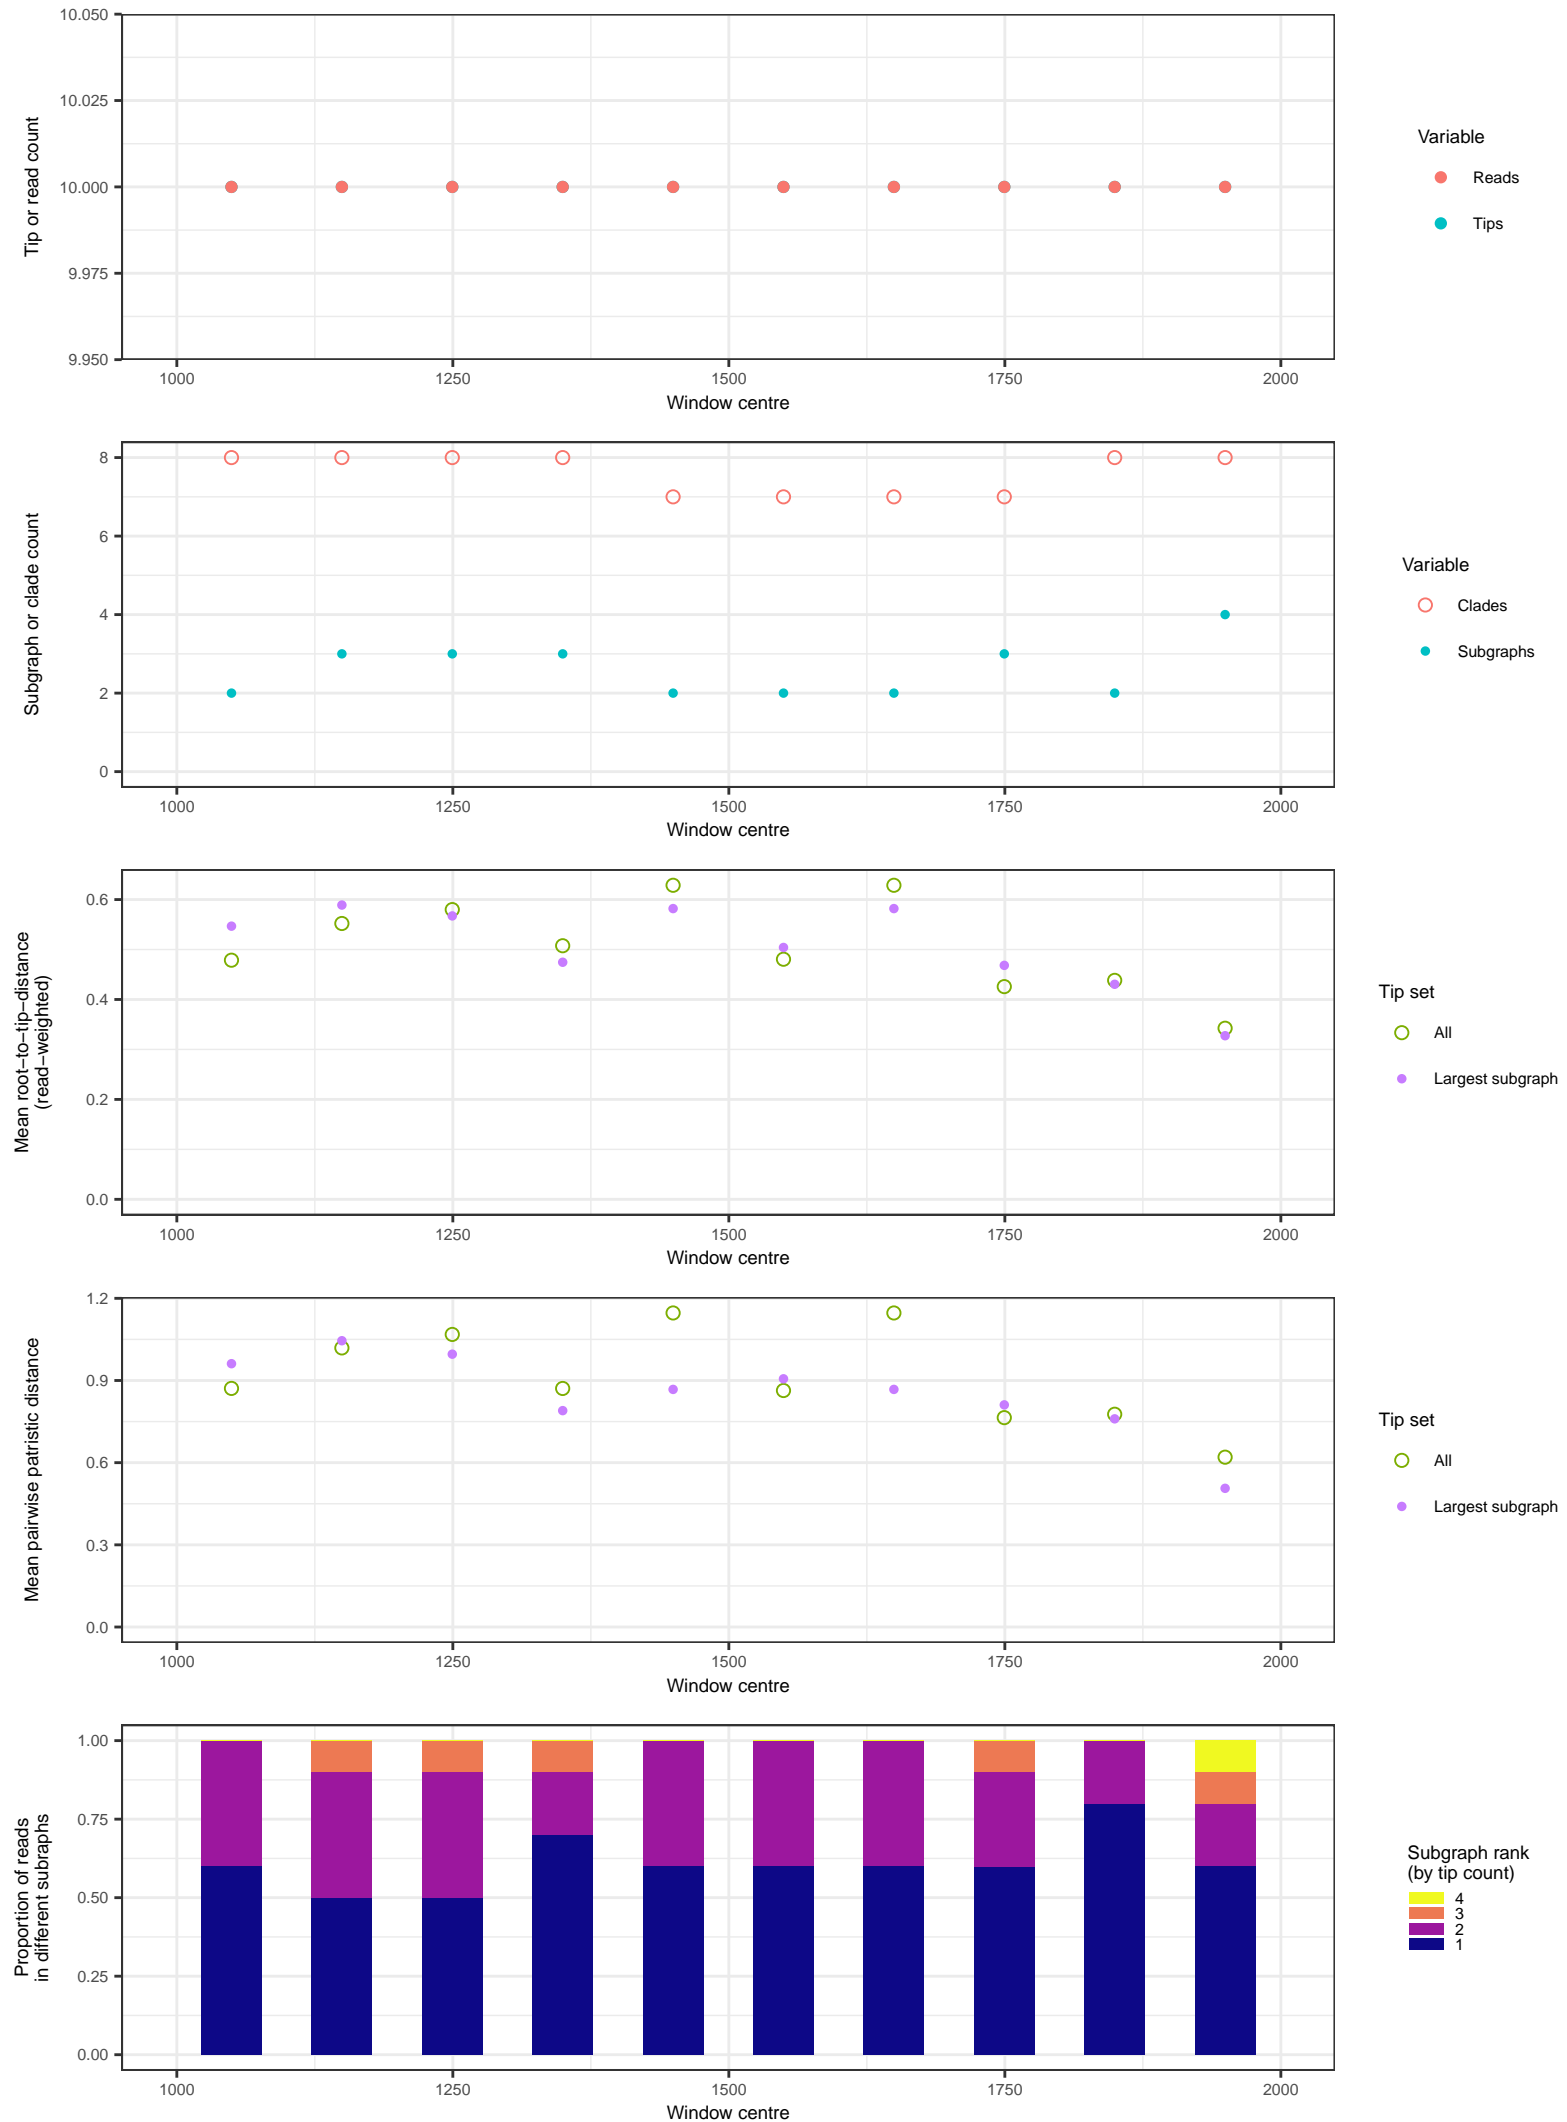 10.050
10.025
10.000
9.975
9.950
Tip or read count
1000 1250 1500 1750 2000
Window centre
Variable
Reads
Tips
8
6
4
2
0
Subgraph or clade count
1000 1250 1500 1750 2000
Window centre
Variable
Clades
Subgraphs
0.6
0.4
0.2
0.0
Mean root−to−tip−distance
(read−weighted)
1000 1250 1500 1750 2000
Window centre
Tip set
All
Largest subgraph
1.2
0.9
0.6
0.3
0.0
Mean pairwise patristic distance
1000 1250 1500 1750 2000
Window centre
Tip set
All
Largest subgraph
1.00
0.75
0.50
0.25
0.00
Proportion of reads
in different subraphs
1000 1250 1500 1750 2000
Window centre
Subgraph rank
(by tip count)
4
3
2
1